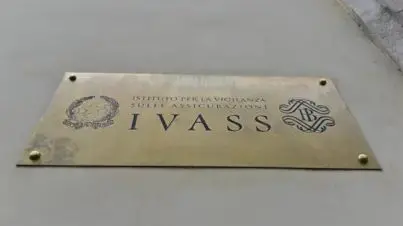 ISTITUTO PER LA VIGILANZA
SULLE ASSICURAZIONI
IVASS